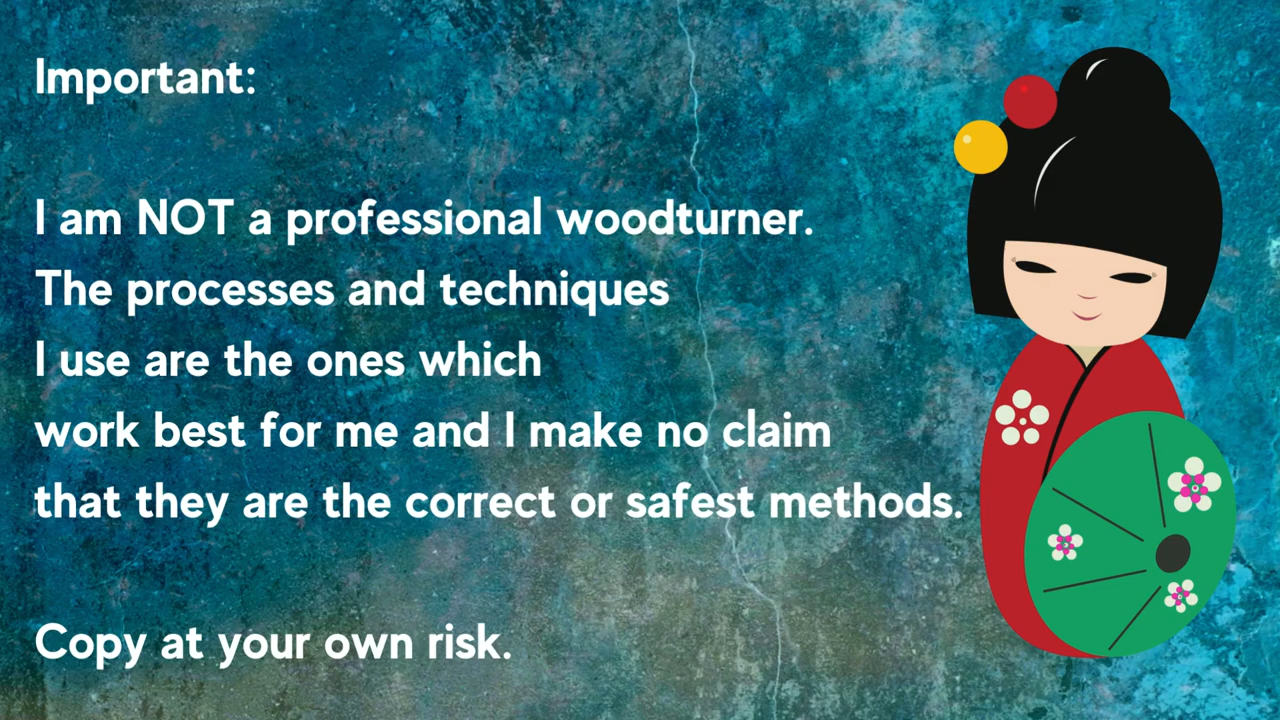 Important:
I am NOT a professional woodturner.
The processes and techniques
I use are the ones which
work best for me and I make no claim
that they are the correct or safest methods.
Copy at your own risk.